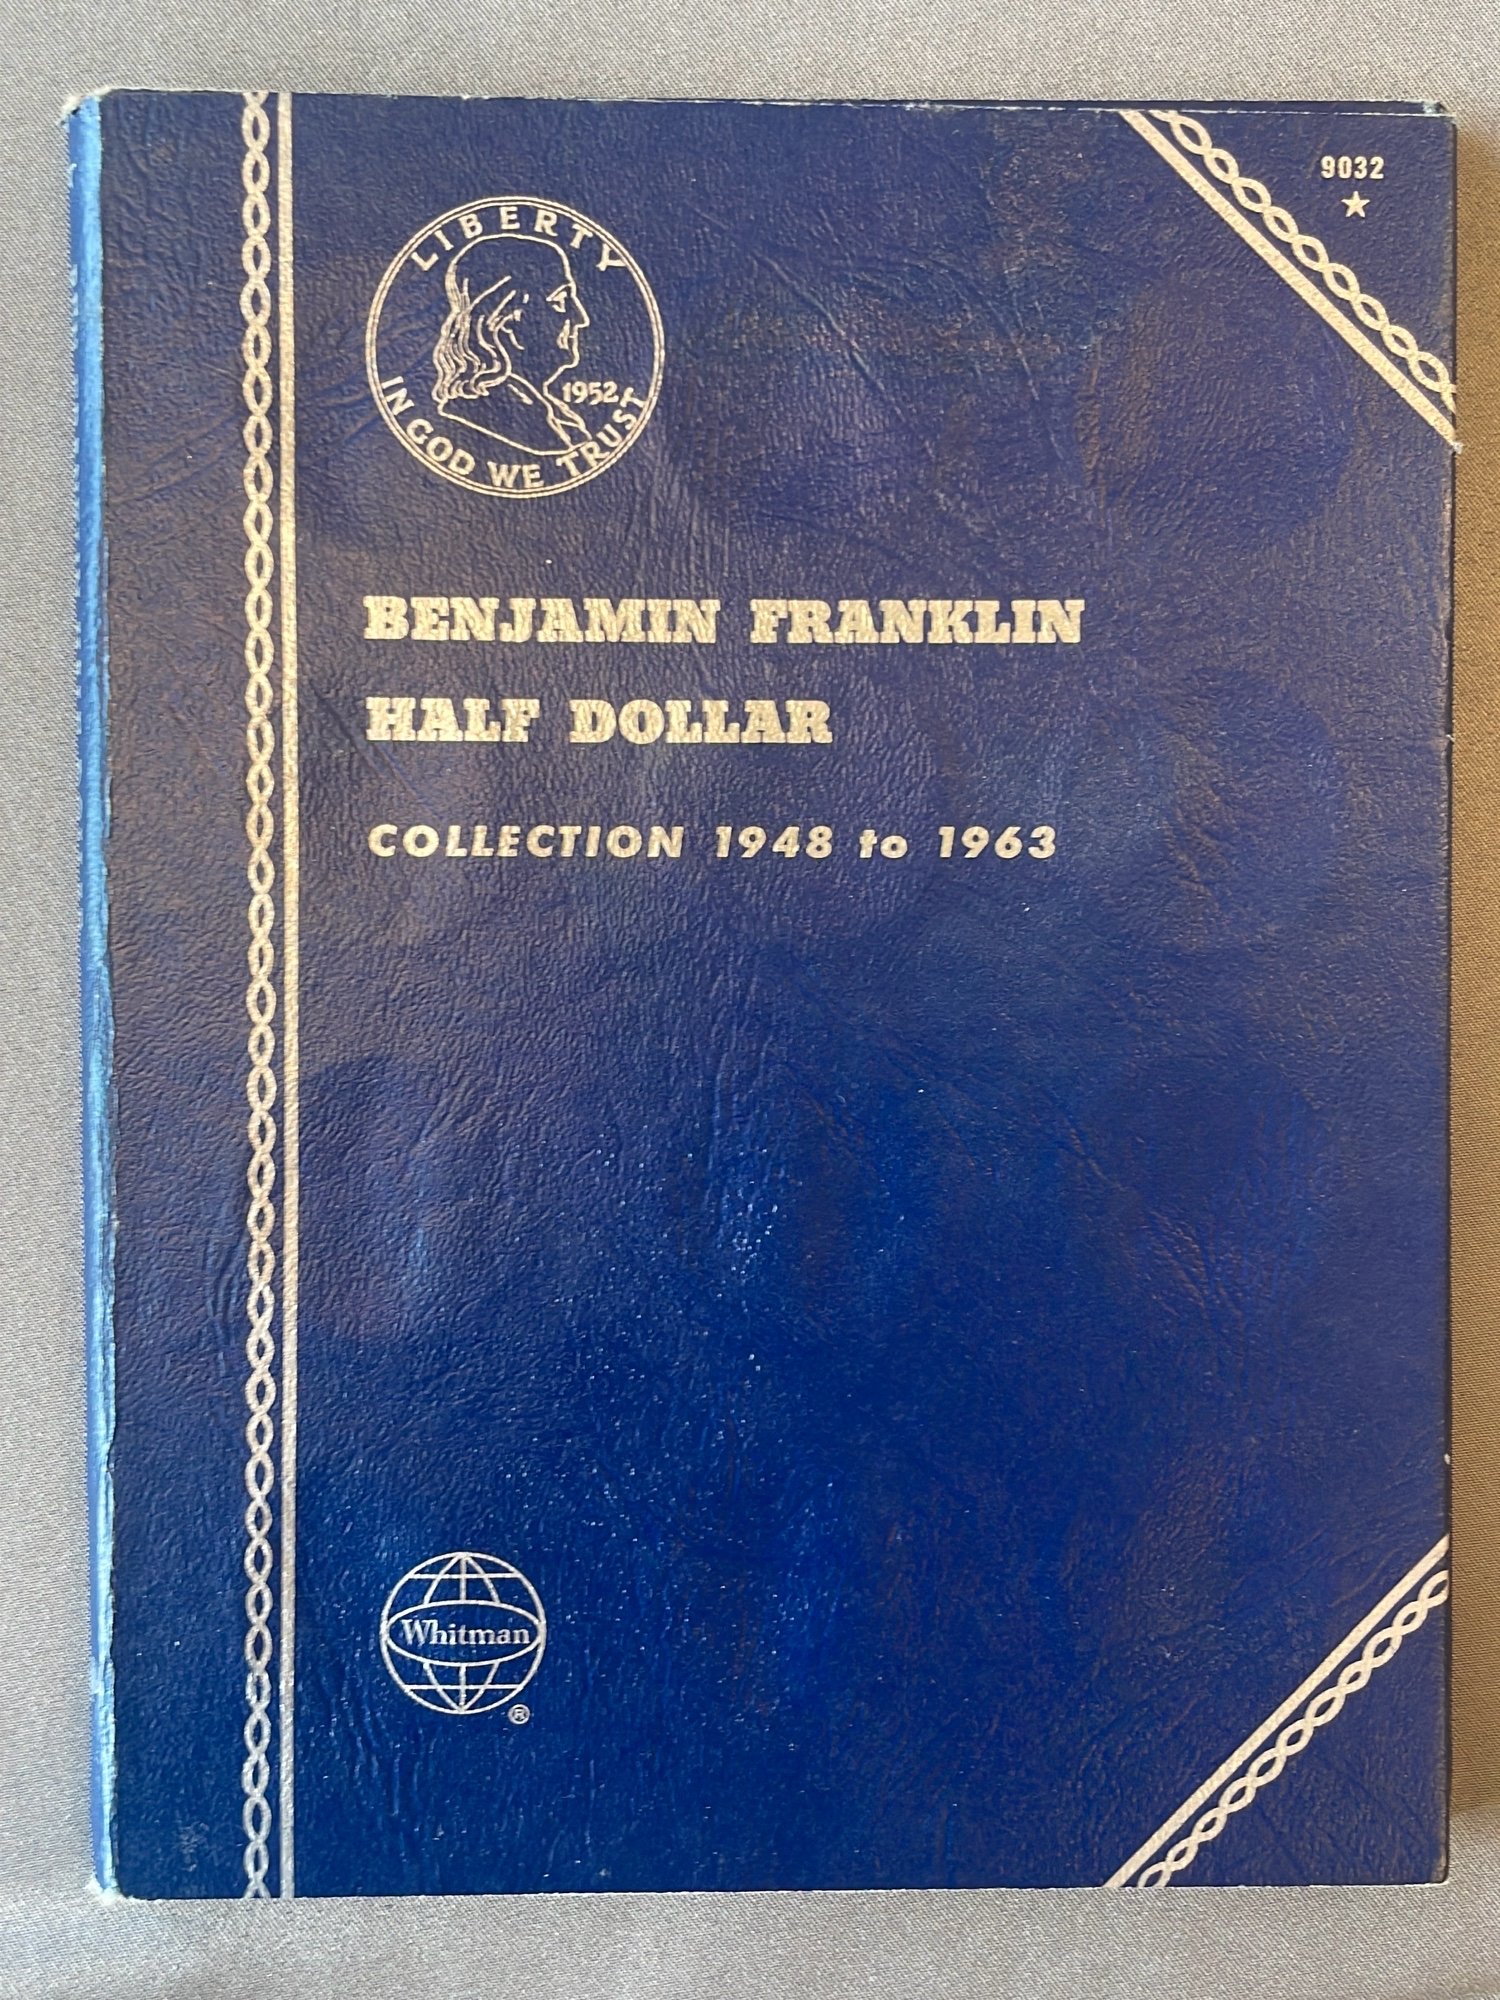 9032
LIBERTY
1952
IN GOD WE TRUST
BENJAMIN FRANKLIN
HALF DOLLAR
COLLECTION 1948 to 1963
Whitman
®